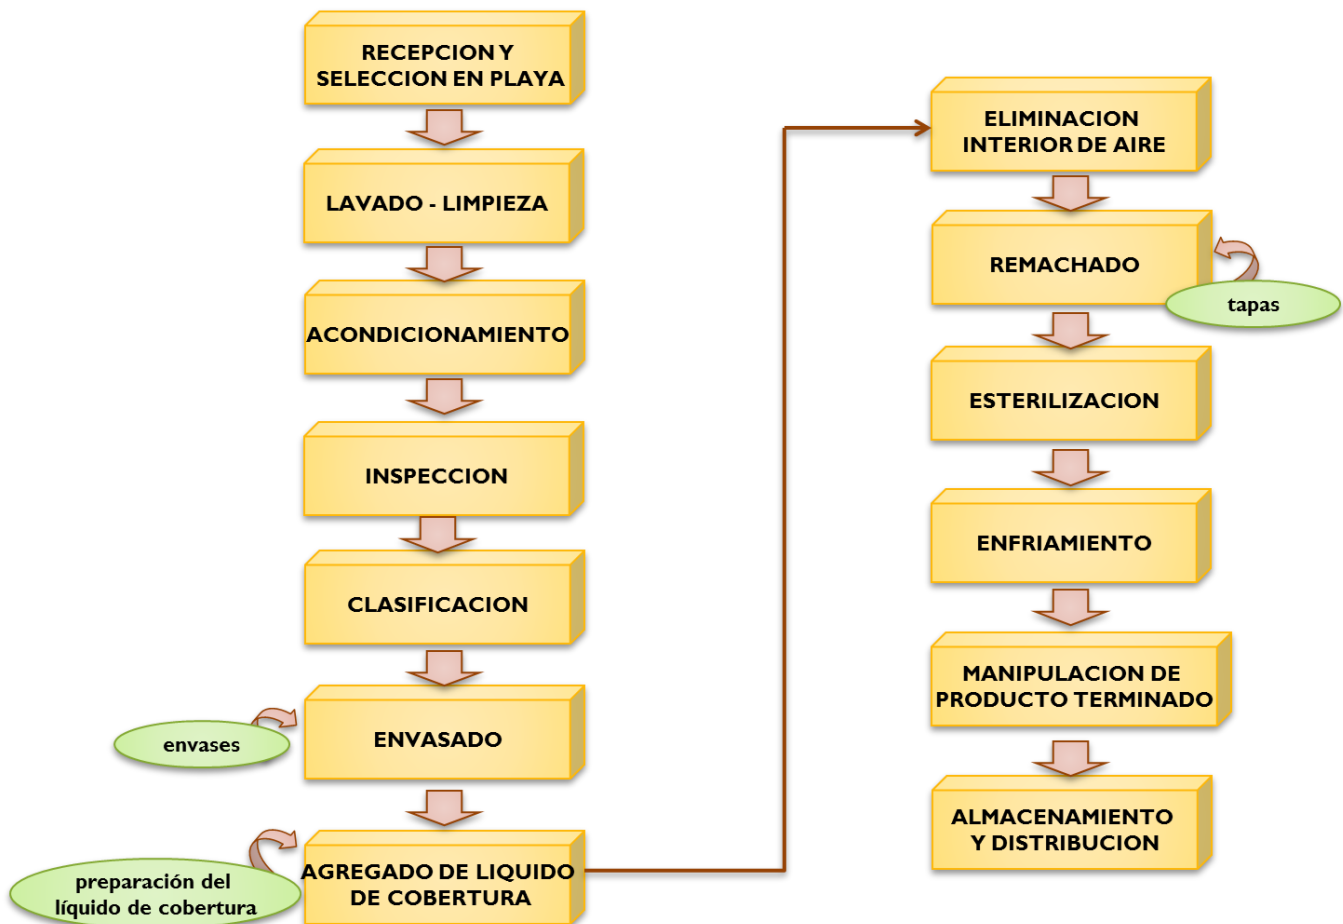 RECEPCION Y
SELECCION EN PLAYA
LAVADO - LIMPIEZA
ACONDICIONAMIENTO
INSPECCION
CLASIFICACION
envases
ENVASADO
preparación del
líquido de cobertura
AGREGADO DE LIQUIDO
DE COBERTURA
ELIMINACION
INTERIOR DE AIRE
REMACHADO
tapas
ESTERILIZACION
ENFRIAMIENTO
MANIPULACION DE
PRODUCTO TERMINADO
ALMACENAMIENTO
Y DISTRIBUCION